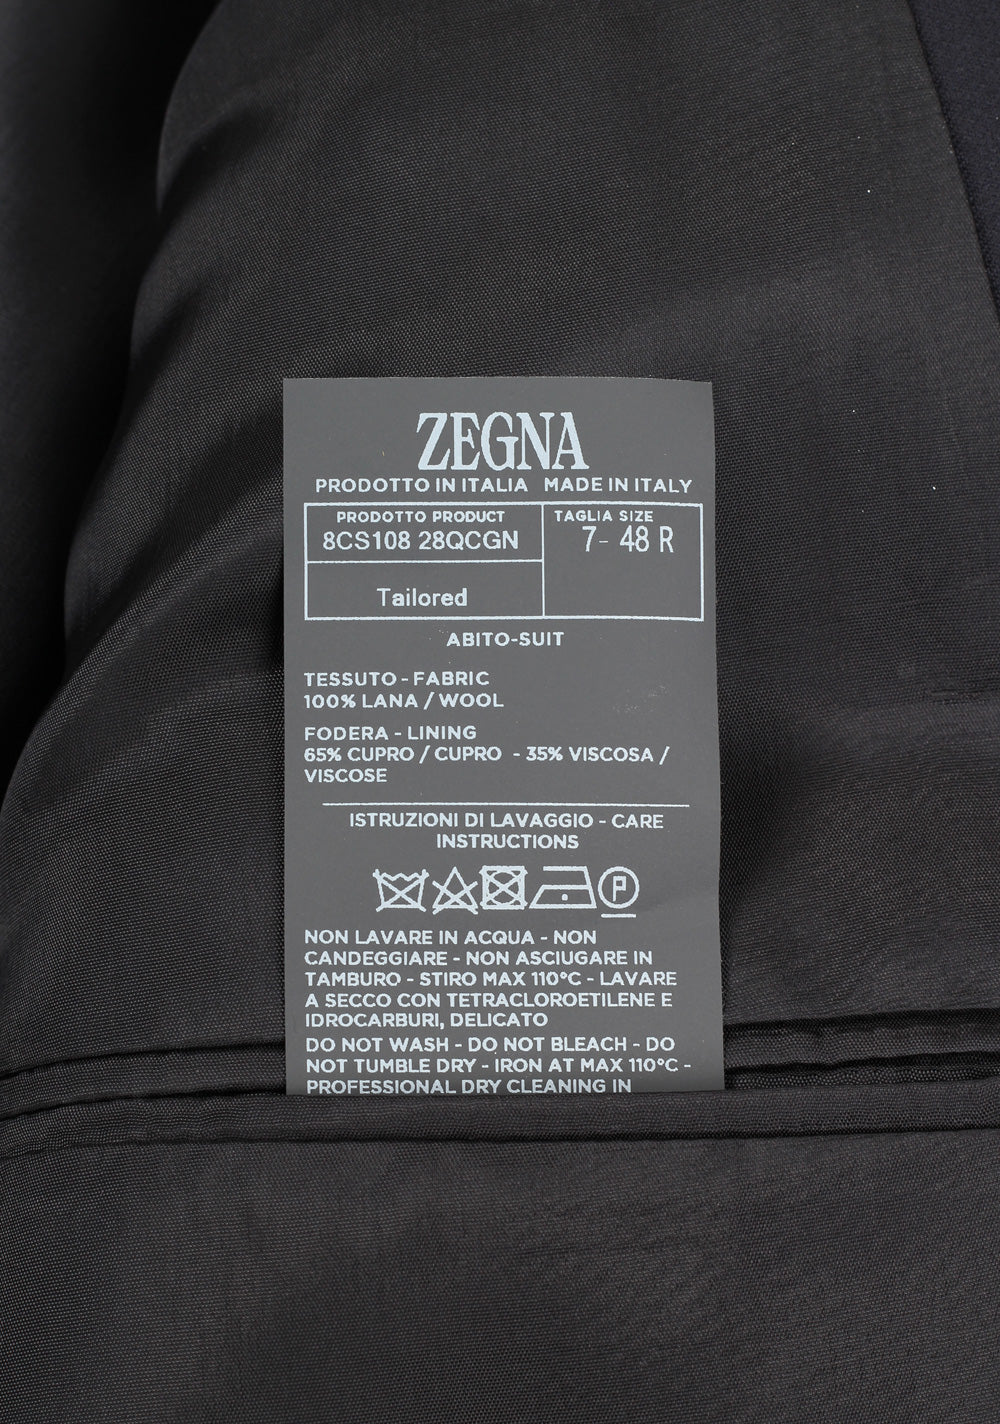 ZEGNA
PRODOTTO IN ITALIA MADE IN ITALY
PRODOTTO PRODUCT
8CS108 28QCGN
TAGLIA SIZE
7- 48 R
Tailored
ABITO-SUIT
TESSUTO - FABRIC
100% LANA / WOOL
FODERA - LINING
65% CUPRO / CUPRO - 35% VISCOSA /
VISCOSE
ISTRUZIONI DI LAVAGGIO - CARE
INSTRUCTIONS
P
NON LAVARE IN ACQUA - NON
CANDEGGIARE - NON ASCIUGARE IN
TAMBURO - STIRO MAX 110°C - LAVARE
A SECCO CON TETRACLOROETILENE E
IDROCARBURI, DELICATO
DO NOT WASH - DO NOT BLEACH - DO
NOT TUMBLE DRY - IRON AT MAX 110°C -
PROFESSIONAL DRY CLEANING IN